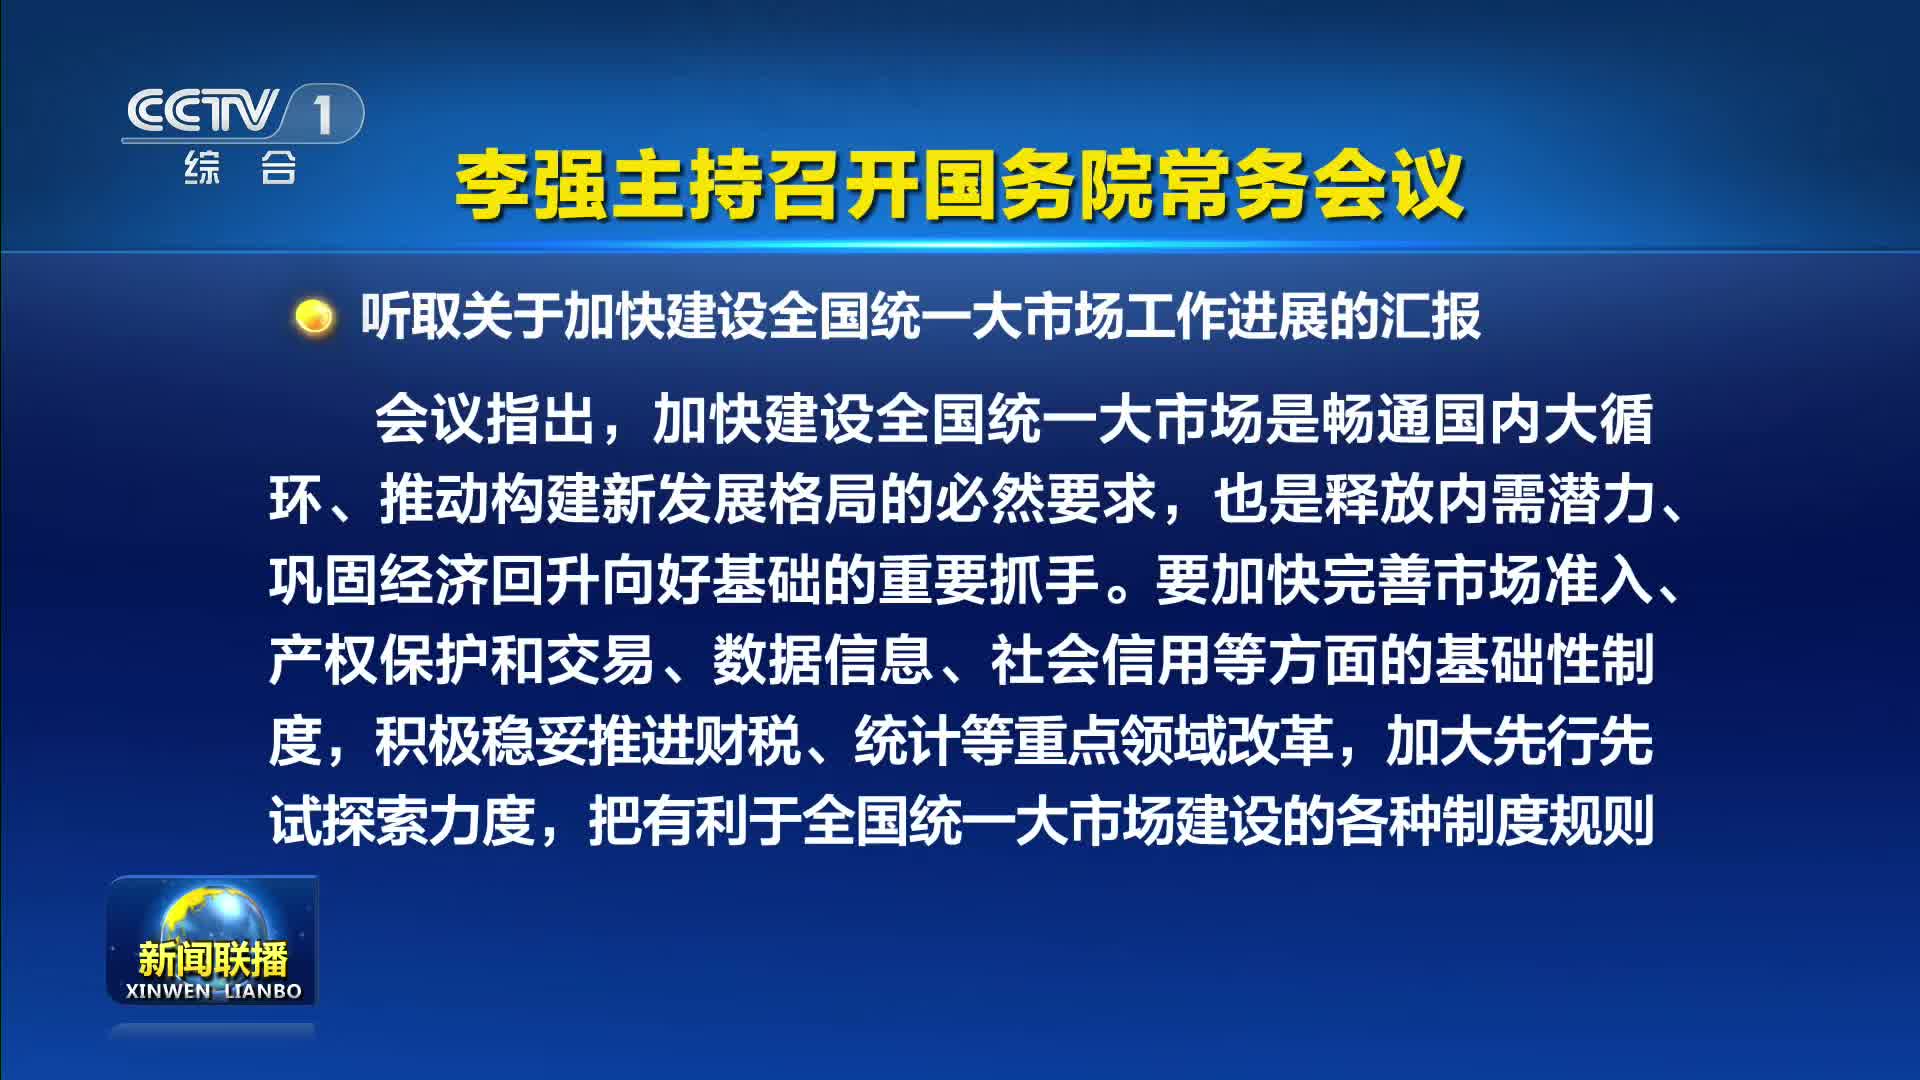 CCTV 1
综合
李强主持召开国务院常务会议
听取关于加快建设全国统一大市场工作进展的汇报
会议指出，加快建设全国统一大市场是畅通国内大循
环、推动构建新发展格局的必然要求，也是释放内需潜力、
巩固经济回升向好基础的重要抓手。要加快完善市场准入、
产权保护和交易、数据信息、社会信用等方面的基础性制
度，积极稳妥推进财税、统计等重点领域改革，加大先行先
试探索力度，把有利于全国统一大市场建设的各种制度规则
新闻联播
XINWEN LIANBO